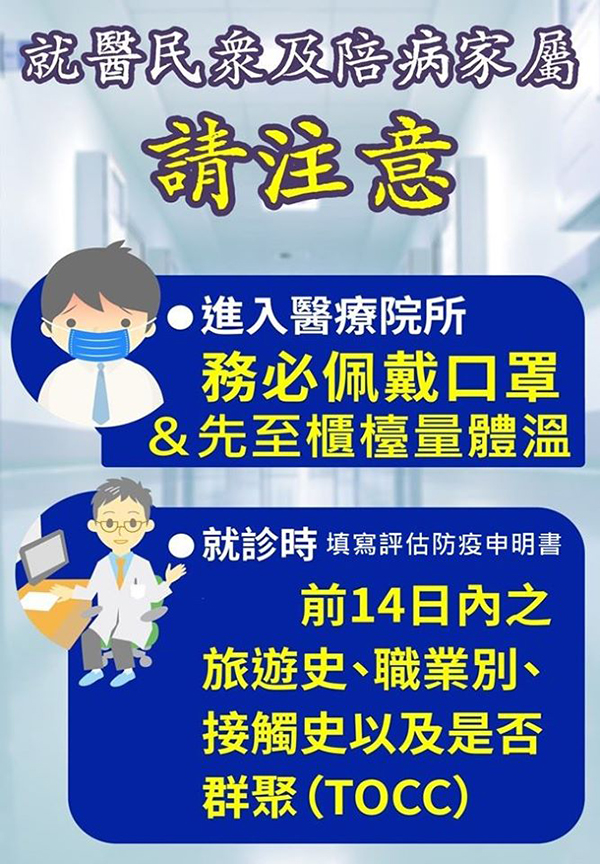 就醫民眾及陪病家屬
請注意
●進入醫療院所
務必佩戴口罩
&先至櫃檯量體溫
●就診時 填寫評估防疫申明書
前14日內之
旅遊史、職業別、
接觸史以及是否
群聚(TOCC)